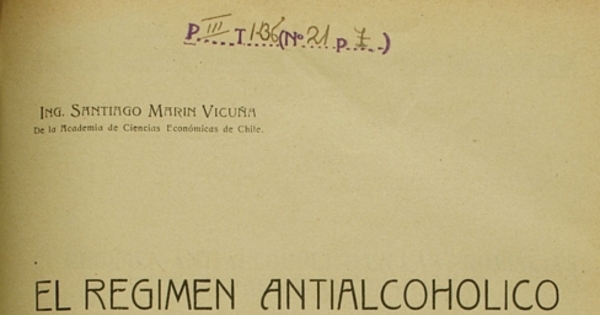 P. III T. 136 (Nº 21 p. 7)
ING. SANTIAGO MARIN VICUÑA
De la Academia de Ciencias Económicas de Chile.
EL REGIMEN ANTIALCOHOLICO